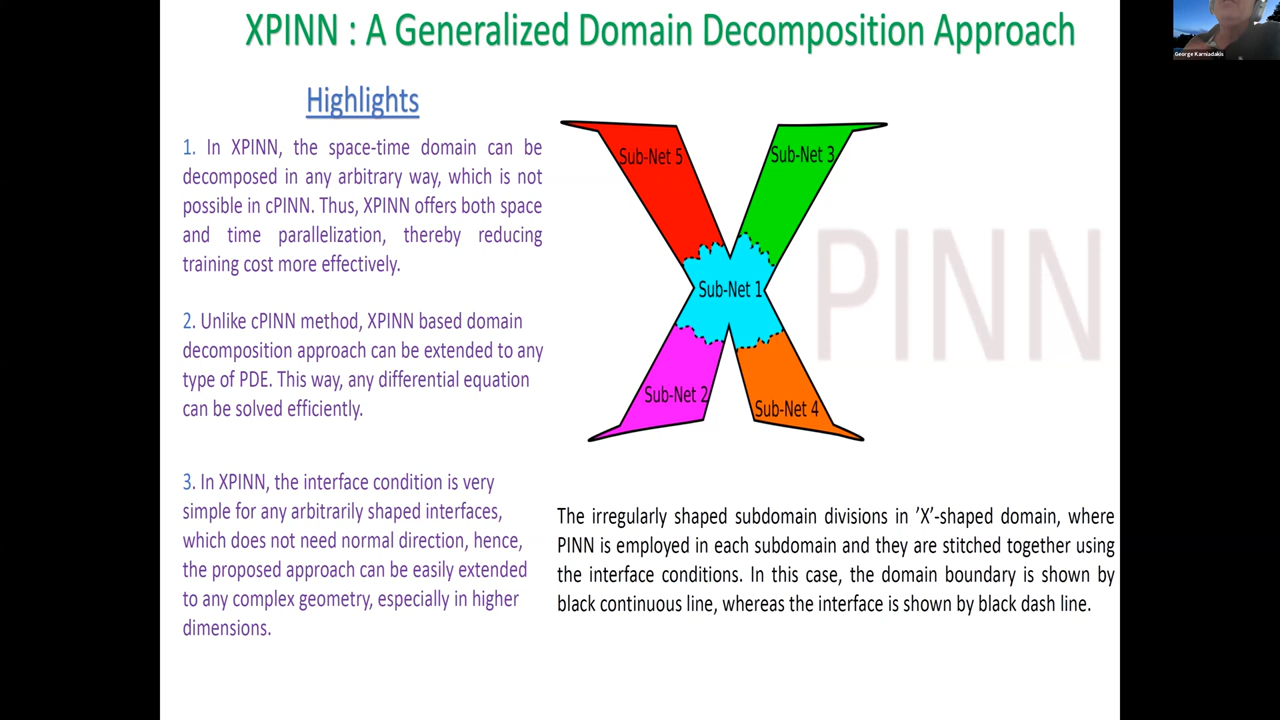 XPINN : A Generalized Domain Decomposition Approach
George Karniadakis
Highlights
1. In XPINN, the space-time domain can be
decomposed in any arbitrary way, which is not
possible in cPINN. Thus, XPINN offers both space
and time parallelization, thereby reducing
training cost more effectively.
2. Unlike cPINN method, XPINN based domain
decomposition approach can be extended to any
type of PDE. This way, any differential equation
can be solved efficiently.
3. In XPINN, the interface condition is very
simple for any arbitrarily shaped interfaces,
which does not need normal direction, hence,
the proposed approach can be easily extended
to any complex geometry, especially in higher
dimensions.
Sub-Net 5
Sub-Net 3
Sub-Net 1
PINN
Sub-Net 2
Sub-Net 4
The irregularly shaped subdomain divisions in ’X’-shaped domain, where
PINN is employed in each subdomain and they are stitched together using
the interface conditions. In this case, the domain boundary is shown by
black continuous line, whereas the interface is shown by black dash line.